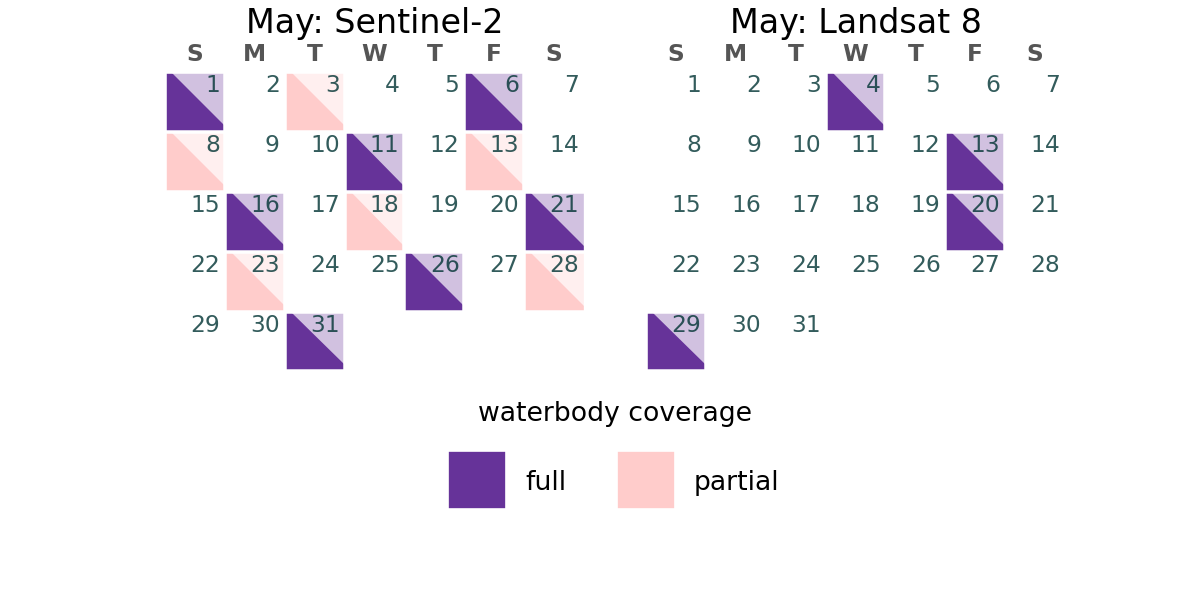 May: Sentinel-2
S M T W T F S
1 2 3 4 5 6 7
8 9 10 11 12 13 14
15 16 17 18 19 20 21
22 23 24 25 26 27 28
29 30 31
May: Landsat 8
S M T W T F S
1 2 3 4 5 6 7
8 9 10 11 12 13 14
15 16 17 18 19 20 21
22 23 24 25 26 27 28
29 30 31
waterbody coverage
full
partial